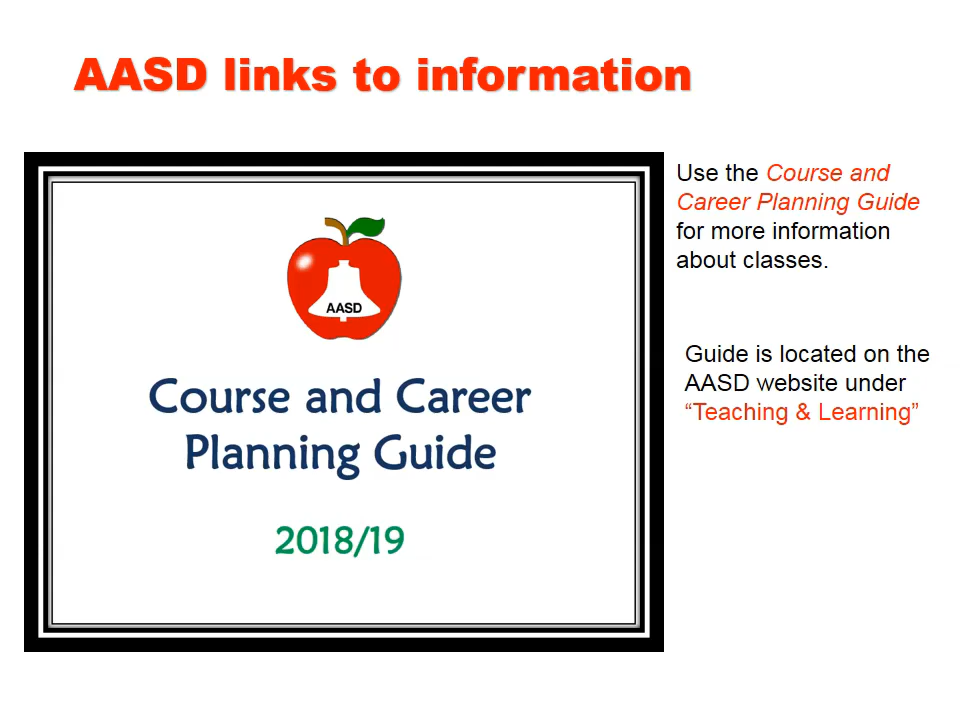 AASD links to information
AASD
Course and Career
Planning Guide
2018/19
Use the Course and
Career Planning Guide
for more information
about classes.
Guide is located on the
AASD website under
“Teaching & Learning”